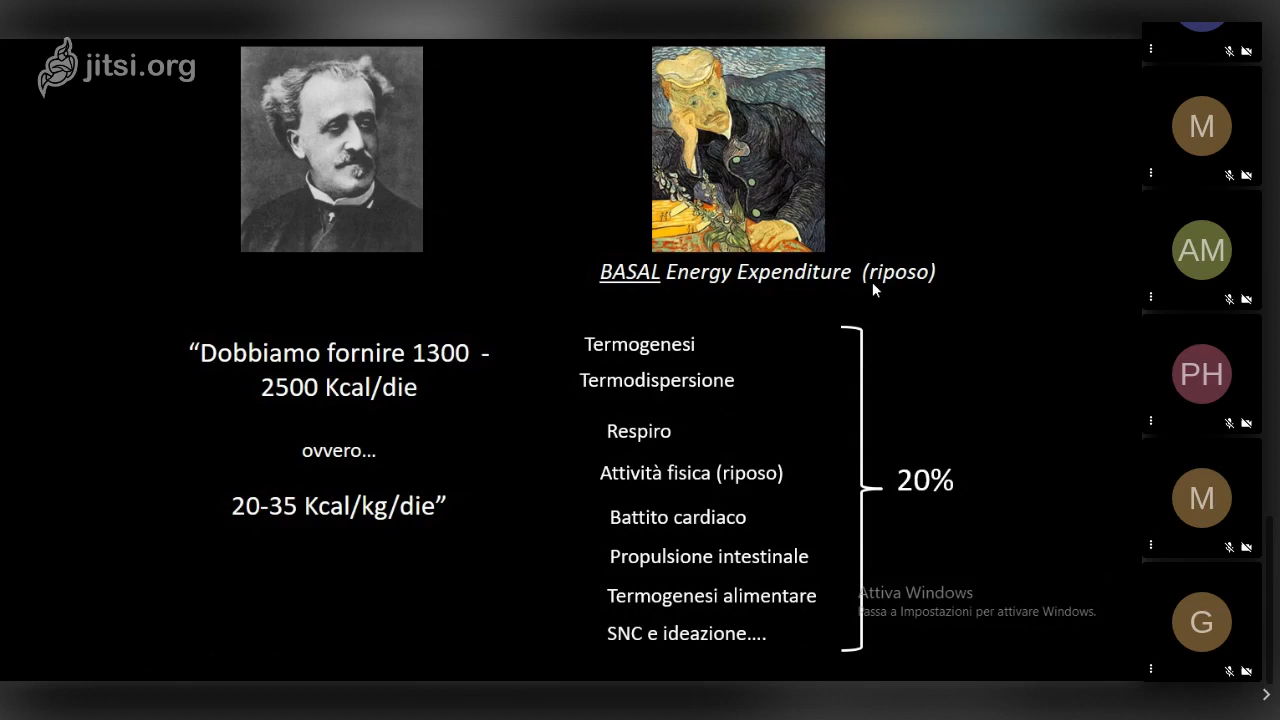 jitsi.org
BASAL Energy Expenditure (riposo)
“Dobbiamo fornire 1300 -
2500 Kcal/die
ovvero…
20-35 Kcal/kg/die”
Termogenesi
Termodispersione
Respiro
Attività fisica (riposo)
Battito cardiaco
Propulsione intestinale
Termogenesi alimentare
SNC e ideazione….
20%
Attiva Windows
Passa a Impostazioni per attivare Windows.
M
AM
PH
M
G